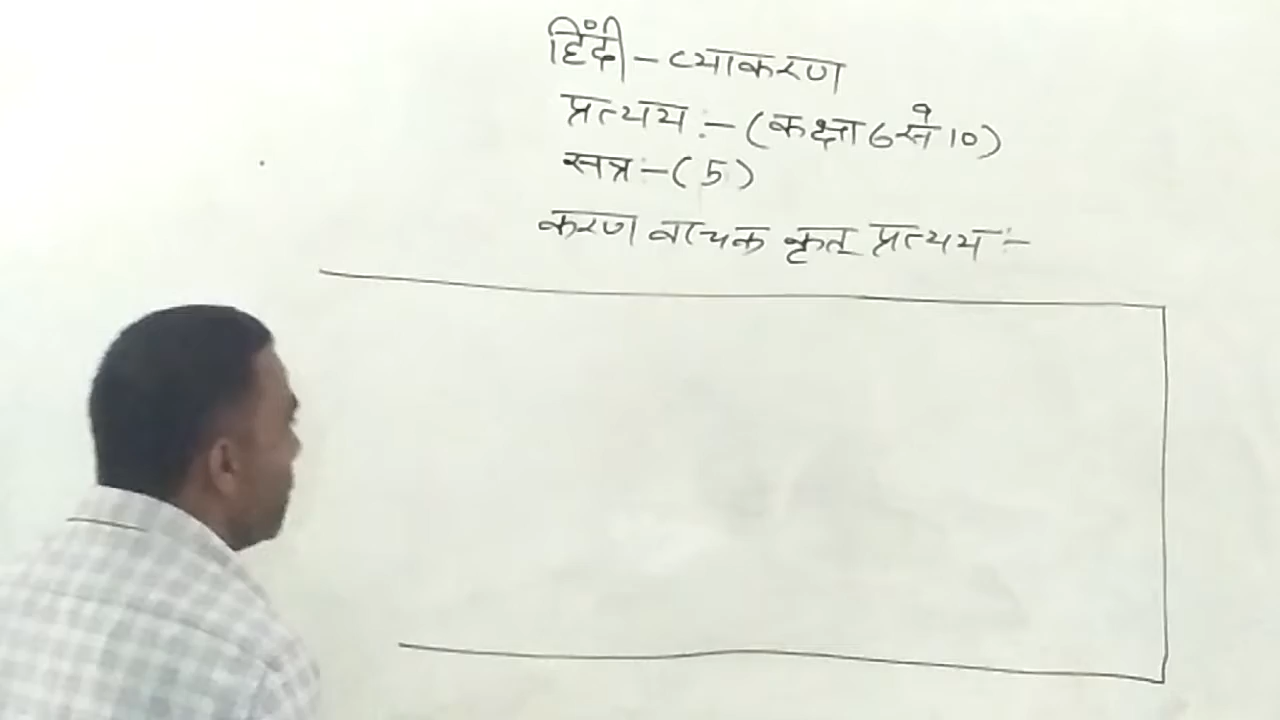 हिंदी - व्याकरण
प्रत्यय :- (कक्षा 6 से 10)
सत्र :- (5)
करण वाचक कृत् प्रत्यय :-